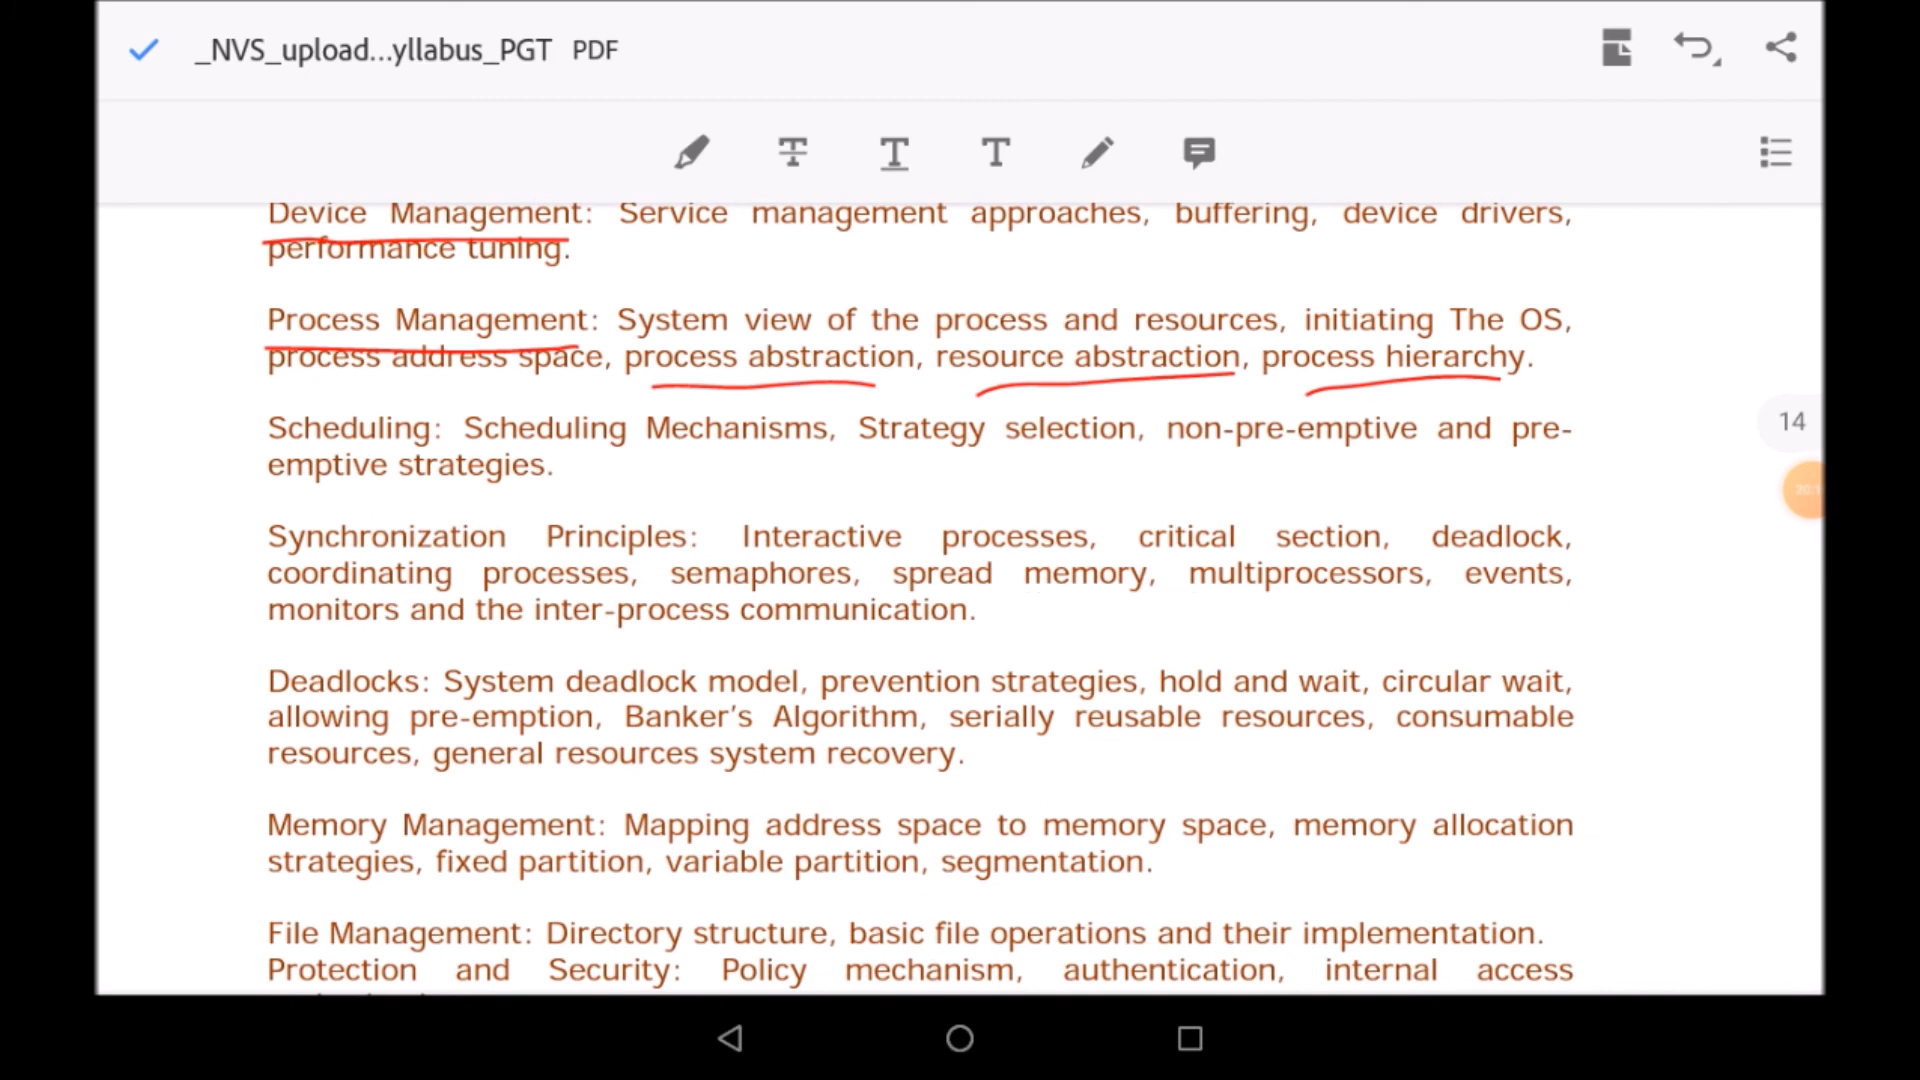 _NVS_upload...yllabus_PGT PDF
Device Management: Service management approaches, buffering, device drivers,
performance tuning.
Process Management: System view of the process and resources, initiating The OS,
process address space, process abstraction, resource abstraction, process hierarchy.
Scheduling: Scheduling Mechanisms, Strategy selection, non-pre-emptive and pre-
emptive strategies.
14
Synchronization Principles: Interactive processes, critical section, deadlock,
coordinating processes, semaphores, spread memory, multiprocessors, events,
monitors and the inter-process communication.
Deadlocks: System deadlock model, prevention strategies, hold and wait, circular wait,
allowing pre-emption, Banker's Algorithm, serially reusable resources, consumable
resources, general resources system recovery.
Memory Management: Mapping address space to memory space, memory allocation
strategies, fixed partition, variable partition, segmentation.
File Management: Directory structure, basic file operations and their implementation.
Protection and Security: Policy mechanism, authentication, internal access